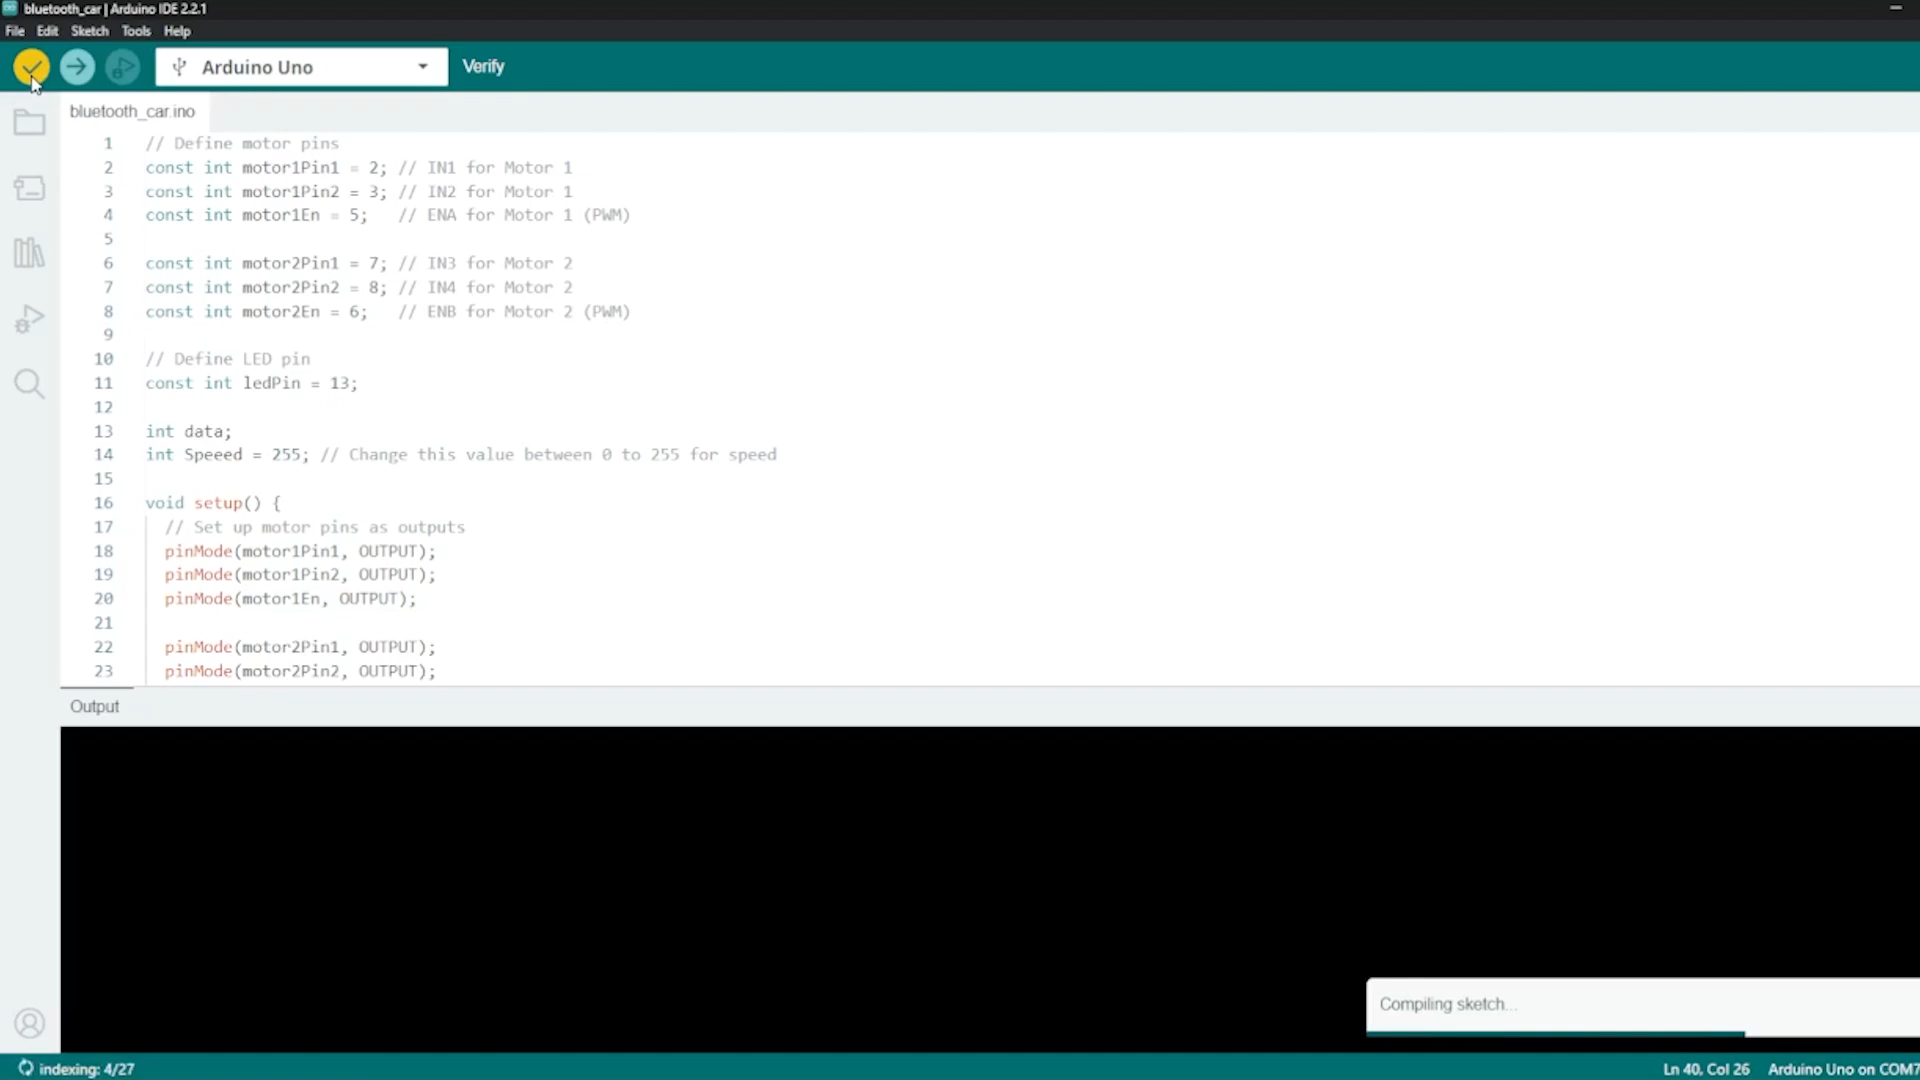 bluetooth_car | Arduino IDE 2.2.1
File Edit Sketch Tools Help
Arduino Uno Verify
bluetooth_car.ino
1 // Define motor pins
2 const int motor1Pin1 = 2; // IN1 for Motor 1
3 const int motor1Pin2 = 3; // IN2 for Motor 1
4 const int motor1En = 5; // ENA for Motor 1 (PWM)
5
6 const int motor2Pin1 = 7; // IN3 for Motor 2
7 const int motor2Pin2 = 8; // IN4 for Motor 2
8 const int motor2En = 6; // ENB for Motor 2 (PWM)
9
10 // Define LED pin
11 const int ledPin = 13;
12
13 int data;
14 int Speeed = 255; // Change this value between 0 to 255 for speed
15
16 void setup() {
17 // Set up motor pins as outputs
18 pinMode(motor1Pin1, OUTPUT);
19 pinMode(motor1Pin2, OUTPUT);
20 pinMode(motor1En, OUTPUT);
21
22 pinMode(motor2Pin1, OUTPUT);
23 pinMode(motor2Pin2, OUTPUT);
Output
Compiling sketch...
indexing: 4/27 Ln 40, Col 26 Arduino Uno on COM7